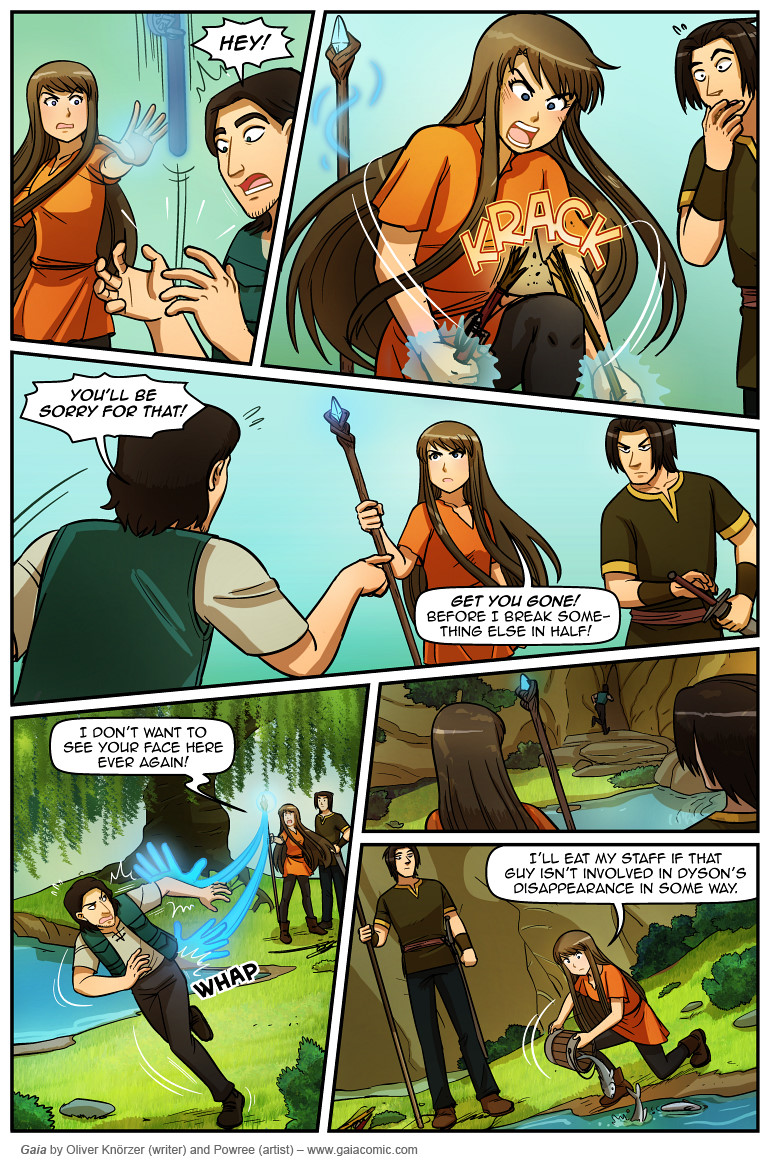 HEY!
KRACK
YOU'LL BE
SORRY FOR THAT!
GET YOU GONE!
BEFORE I BREAK SOME-
THING ELSE IN HALF!
I DON'T WANT TO
SEE YOUR FACE HERE
EVER AGAIN!
WHAP
I'LL EAT MY STAFF IF THAT
GUY ISN'T INVOLVED IN DYSON'S
DISAPPEARANCE IN SOME WAY.
Gaia by Oliver Knörzer (writer) and Powree (artist) – www.gaiacomic.com